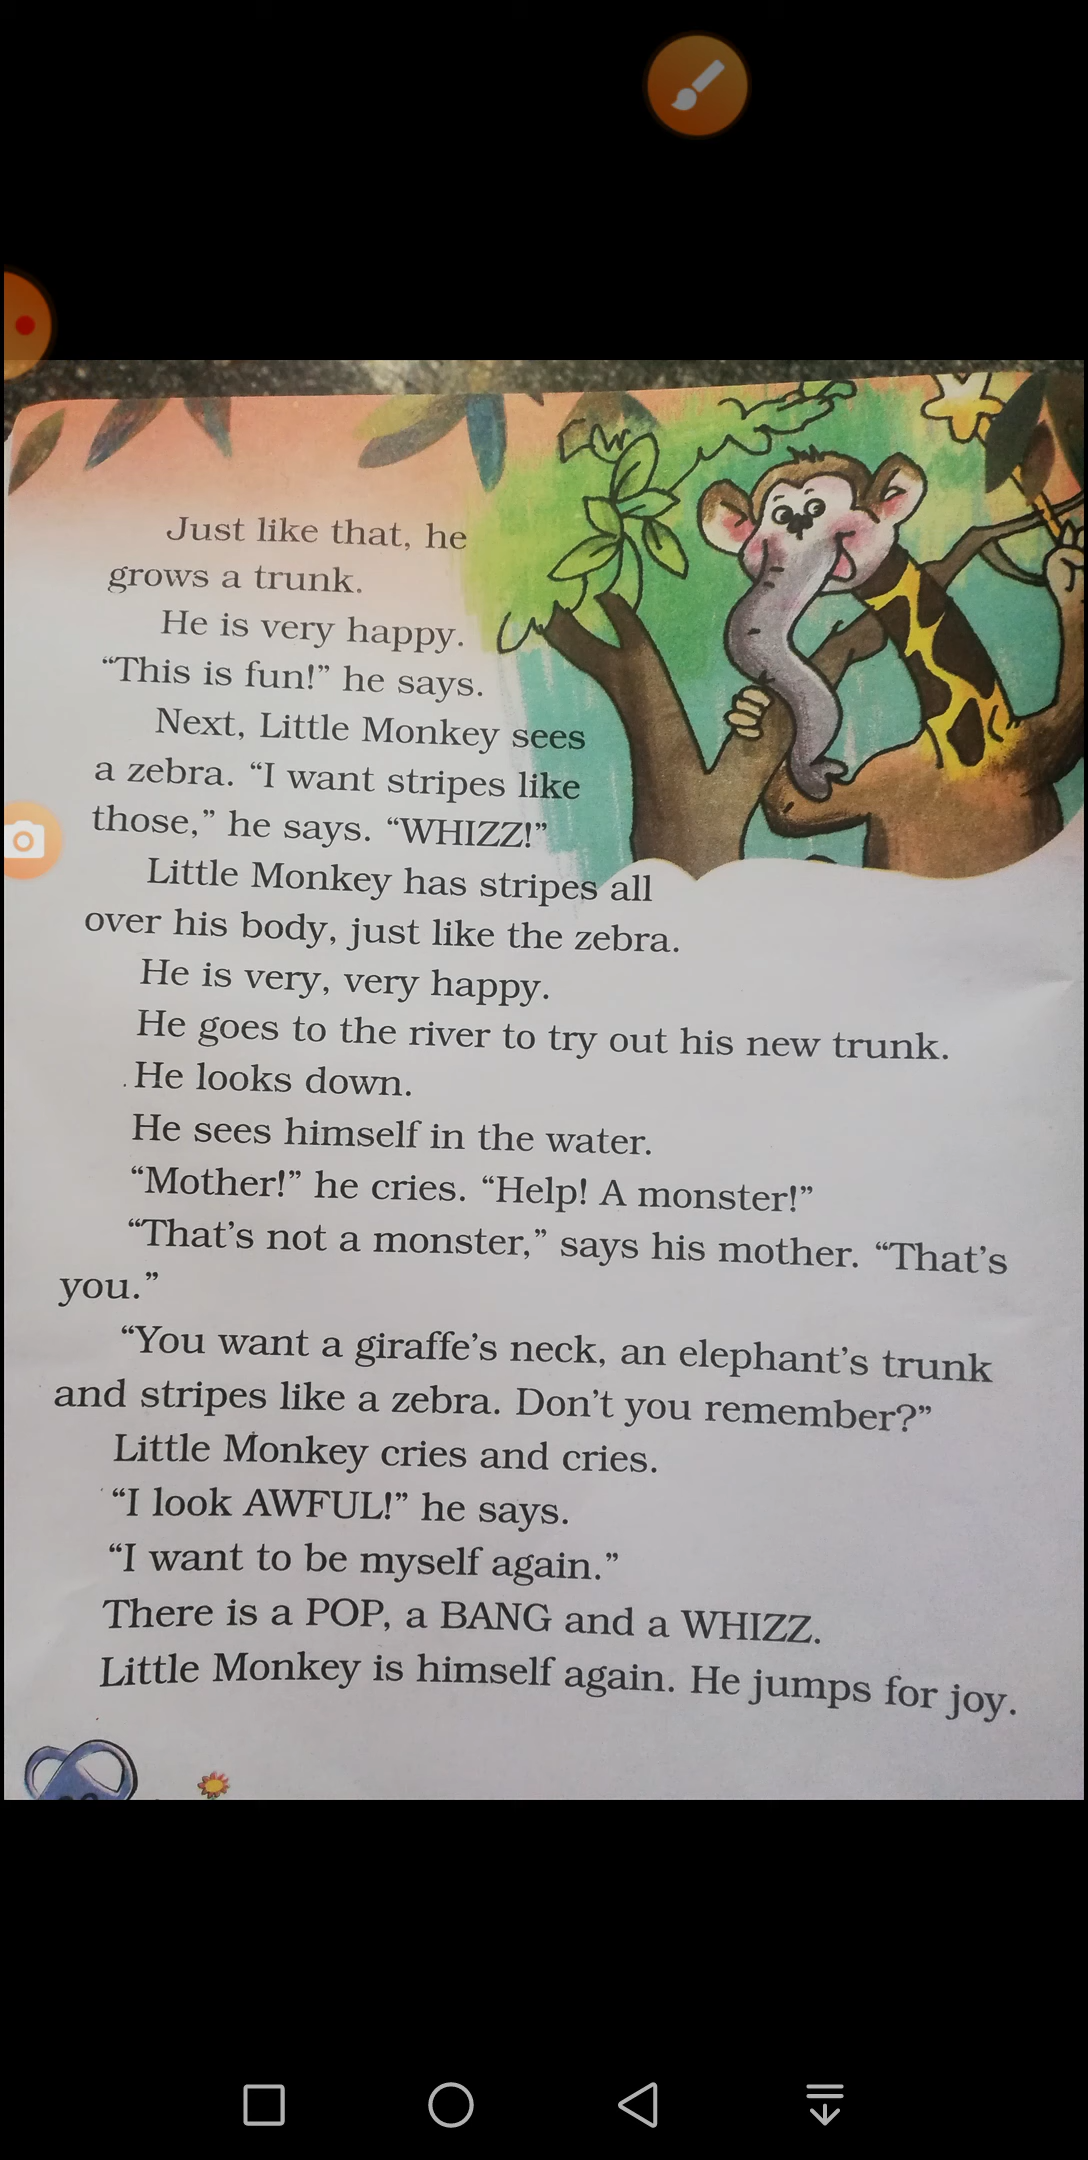 Just like that, he
grows a trunk.
He is very happy.
“This is fun!” he says.
Next, Little Monkey sees
a zebra. “I want stripes like
those,” he says. “WHIZZ!”
Little Monkey has stripes all
over his body, just like the zebra.
He is very, very happy.
He goes to the river to try out his new trunk.
He looks down.
He sees himself in the water.
“Mother!” he cries. “Help! A monster!”
“That’s not a monster,” says his mother. “That’s
you.”
“You want a giraffe’s neck, an elephant’s trunk
and stripes like a zebra. Don’t you remember?”
Little Monkey cries and cries.
“I look AWFUL!” he says.
“I want to be myself again.”
There is a POP, a BANG and a WHIZZ.
Little Monkey is himself again. He jumps for joy.